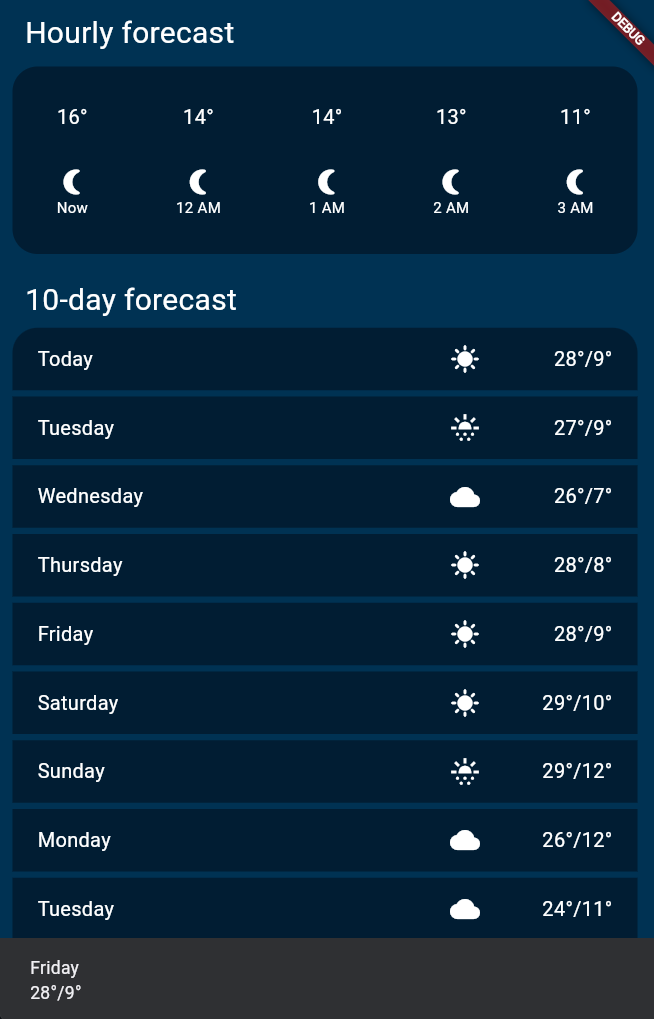 Hourly forecast
DEBUG
16° 14° 14° 13° 11°
Now 12 AM 1 AM 2 AM 3 AM
10-day forecast
Today 28°/9°
Tuesday 27°/9°
Wednesday 26°/7°
Thursday 28°/8°
Friday 28°/9°
Saturday 29°/10°
Sunday 29°/12°
Monday 26°/12°
Tuesday 24°/11°
Friday
28°/9°